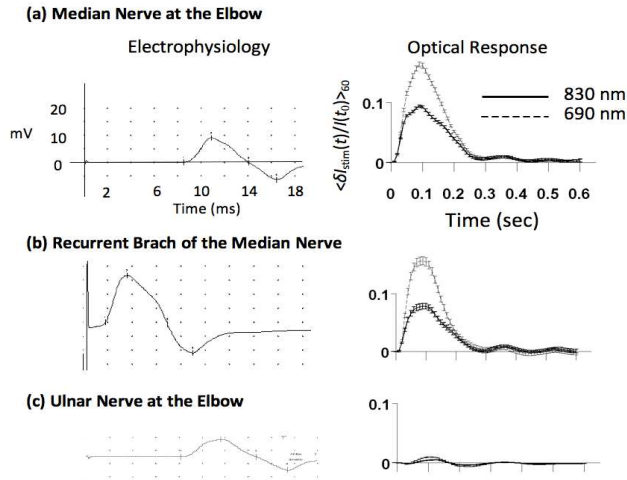 (a) Median Nerve at the Elbow
Electrophysiology
Optical Response
mV
20
10
0
2 6 10 14 18
Time (ms)
<δI_stim(t)/I(t₀)>₆₀
0.1
0
0 0.1 0.2 0.3 0.4 0.5 0.6
Time (sec)
830 nm
690 nm
(b) Recurrent Brach of the Median Nerve
0.1
0
(c) Ulnar Nerve at the Elbow
0.1
0